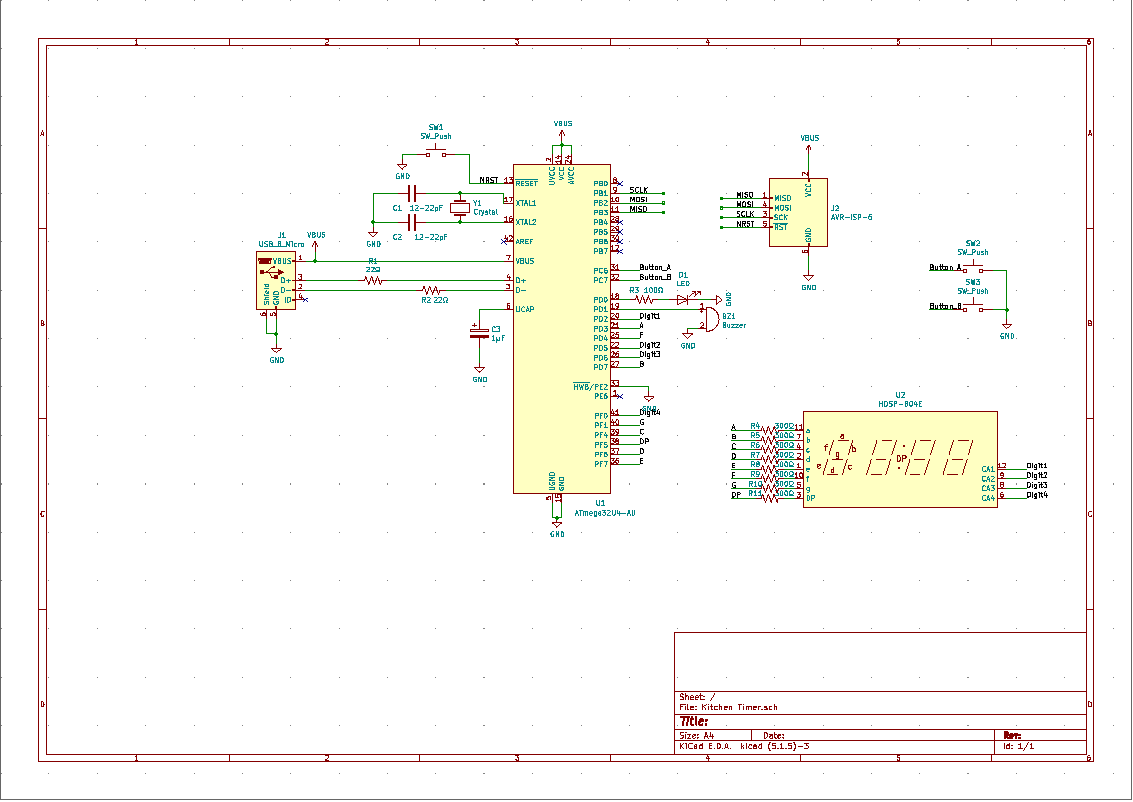 1 2 3 4 5 6
A
B
C
D
SW1
SW_Push
GND
NRST
VBUS
2 UVCC
14 VCC
24 AVCC
13 RESET
17 XTAL1
16 XTAL2
42 AREF
7 VBUS
4 D+
3 D-
6 UCAP
C1 12-22pF
C2 12-22pF
Y1
Crystal
GND
J1
USB_B_Micro
VBUS
VBUS 1
D+ 3
D- 2
ID 4
Shield 6
GND 5
GND
R1
22Ω
R2 22Ω
C3
1µF
GND
PB0 8
PB1 9 SCLK
PB2 10 MOSI
PB3 11 MISO
PB4 28
PB5 29
PB6 30
PB7 12
PC6 31 Button_A
PC7 32 Button_B
PD0 18
PD1 19
PD2 20 Digit1
PD3 21 A
PD4 25 F
PD5 22 Digit2
PD6 26 Digit3
PD7 27 B
HWB/PE2 33
PE6 1
GND
PF0 41 Digit4
PF1 40 G
PF4 39 C
PF5 38 DP
PF6 37 D
PF7 36 E
UGND 5
GND 15
GND
U1
ATmega32U4-AU
R3 100Ω
D1
LED
GND
1
2
BZ1
Buzzer
GND
VBUS
2 VCC
MISO 1 MISO
MOSI 4 MOSI
SCLK 3 SCK
NRST 5 RST
GND 6
GND
J2
AVR-ISP-6
SW2
SW_Push
Button_A
SW3
SW_Push
Button_B
GND
U2
HDSP-B04E
A R4 300Ω 11 a
B R5 300Ω 7 b
C R6 300Ω 4 c
D R7 300Ω 2 d
E R8 300Ω 1 e
F R9 300Ω 10 f
G R10 300Ω 5 g
DP R11 300Ω 3 DP
a
f b
g
e c
d
DP
CA1 12 Digit1
CA2 9 Digit2
CA3 8 Digit3
CA4 6 Digit4
Sheet: /
File: Kitchen Timer.sch
Title:
Size: A4 Date: Rev:
KiCad E.D.A. kicad (5.1.5)-3 Id: 1/1